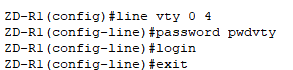 ZD-R1(config)#line vty 0 4
ZD-R1(config-line)#password pwdvty
ZD-R1(config-line)#login
ZD-R1(config-line)#exit